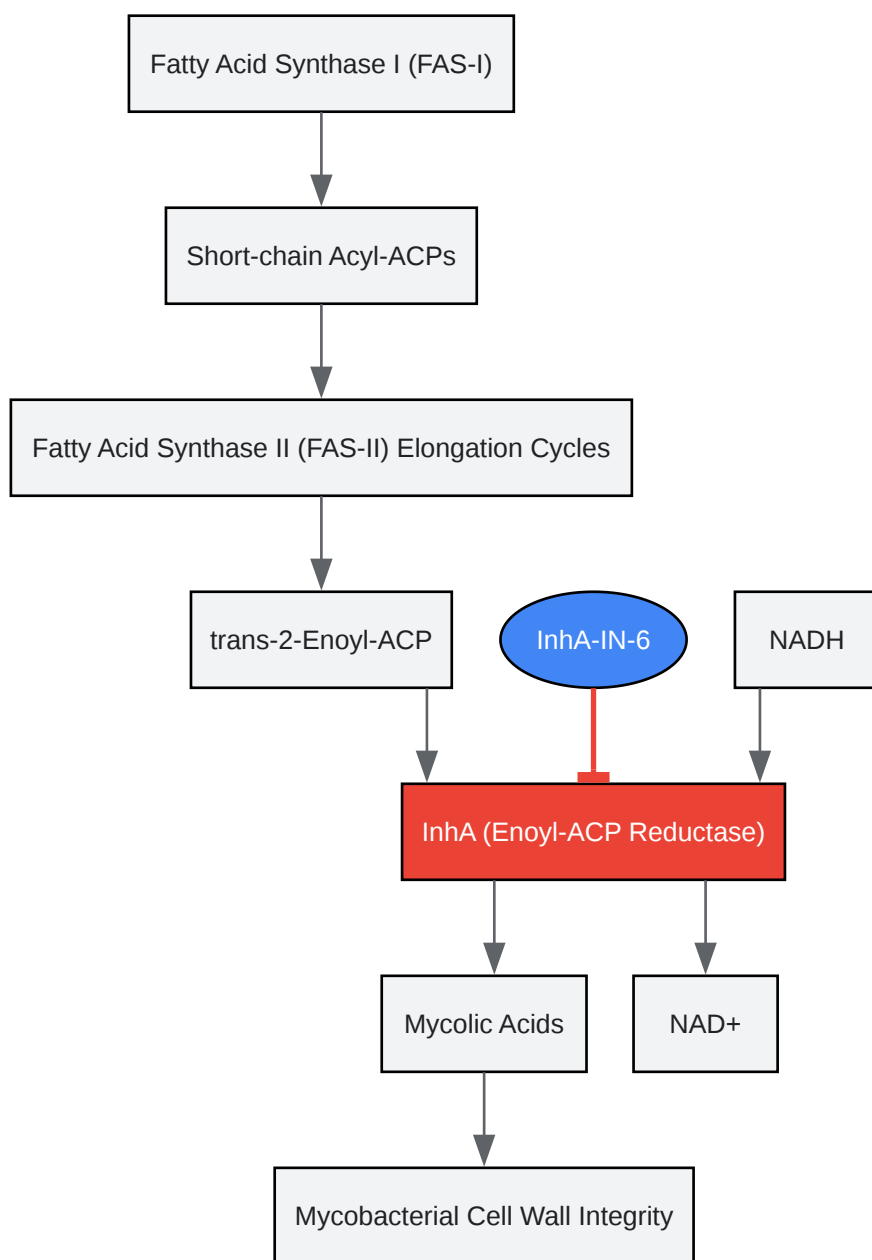 Fatty Acid Synthase I (FAS-I)
Short-chain Acyl-ACPs
Fatty Acid Synthase II (FAS-II) Elongation Cycles
trans-2-Enoyl-ACP
InhA-IN-6
NADH
InhA (Enoyl-ACP Reductase)
Mycolic Acids
NAD+
Mycobacterial Cell Wall Integrity